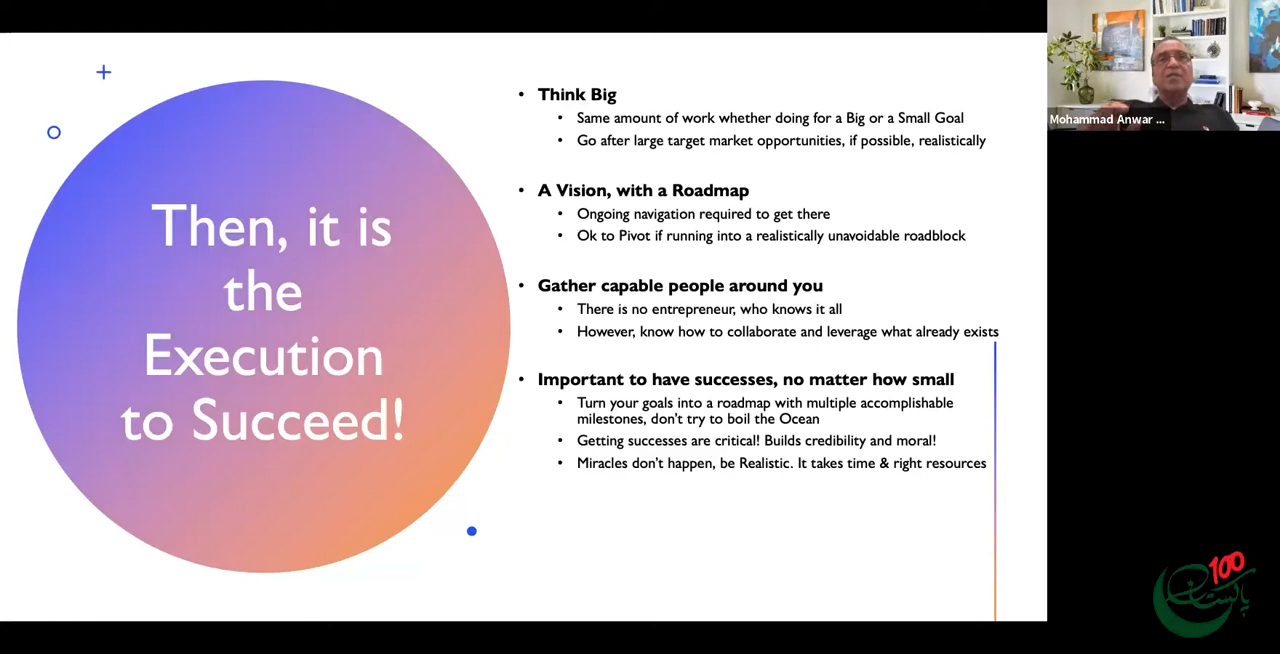 Then, it is
the
Execution
to Succeed!
• Think Big
• Same amount of work whether doing for a Big or a Small Goal
• Go after large target market opportunities, if possible, realistically
• A Vision, with a Roadmap
• Ongoing navigation required to get there
• Ok to Pivot if running into a realistically unavoidable roadblock
• Gather capable people around you
• There is no entrepreneur, who knows it all
• However, know how to collaborate and leverage what already exists
• Important to have successes, no matter how small
• Turn your goals into a roadmap with multiple accomplishable
milestones, don't try to boil the Ocean
• Getting successes are critical! Builds credibility and moral!
• Miracles don't happen, be Realistic. It takes time & right resources
Mohammad Anwar ...
100
پاکستان